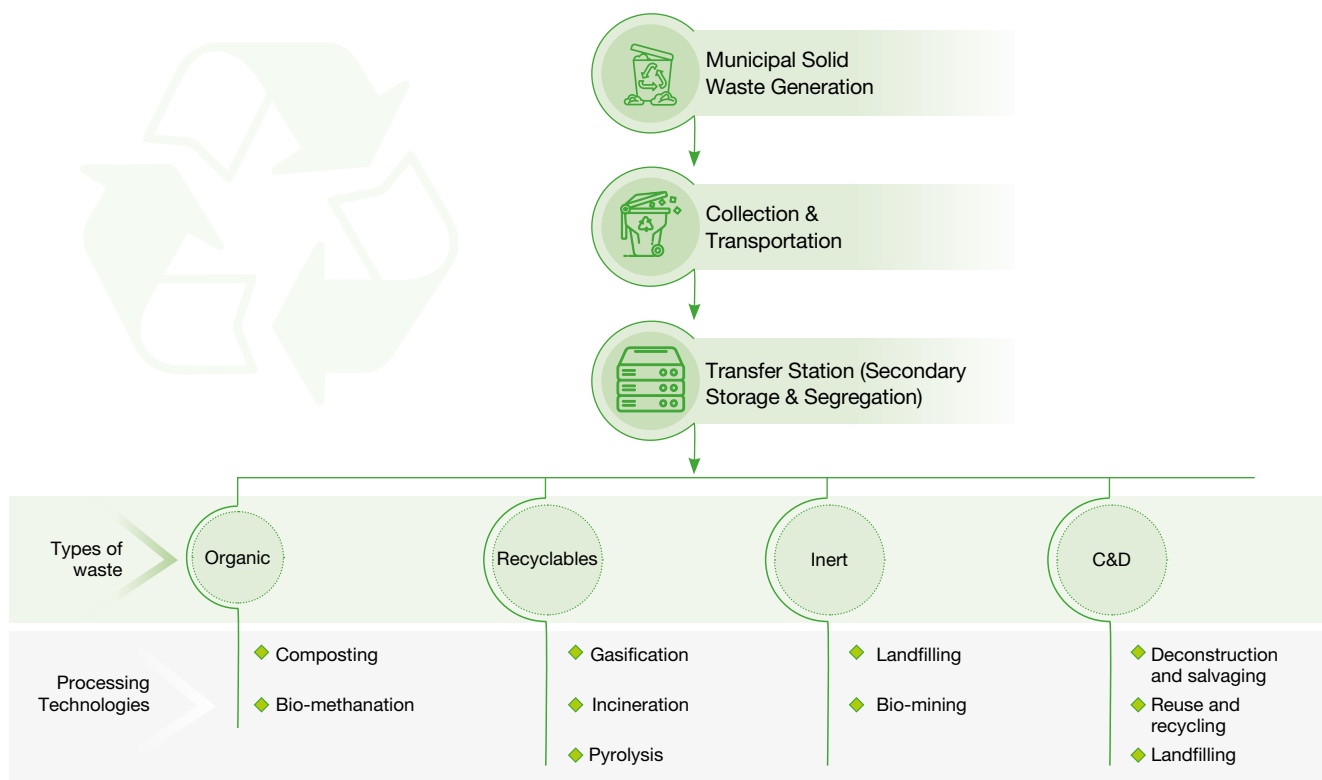 Municipal Solid
Waste Generation
Collection &
Transportation
Transfer Station (Secondary
Storage & Segregation)
Types of
waste
Organic
Recyclables
Inert
C&D
Processing
Technologies
Composting
Bio-methanation
Gasification
Incineration
Pyrolysis
Landfilling
Bio-mining
Deconstruction
and salvaging
Reuse and
recycling
Landfilling